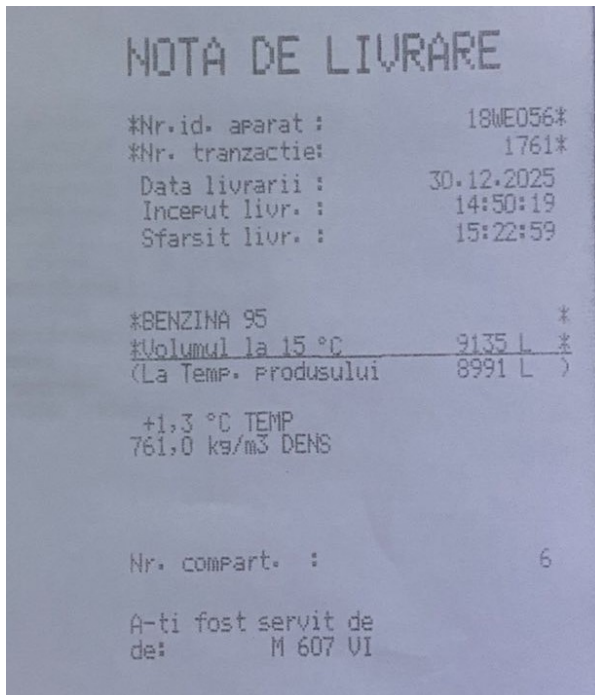 NOTA DE LIVRARE
*Nr.id. aparat : 18WE056*
*Nr. tranzactie: 1761*
Data livrarii : 30.12.2025
Inceput livr. : 14:50:19
Sfarsit livr. : 15:22:59
*BENZINA 95 *
*Volumul la 15 °C 9135 L *
(La Temp. produsului 8991 L )
+1,3 °C TEMP
761,0 kg/m3 DENS
Nr. compart. : 6
A-ti fost servit de
de: M 607 VI